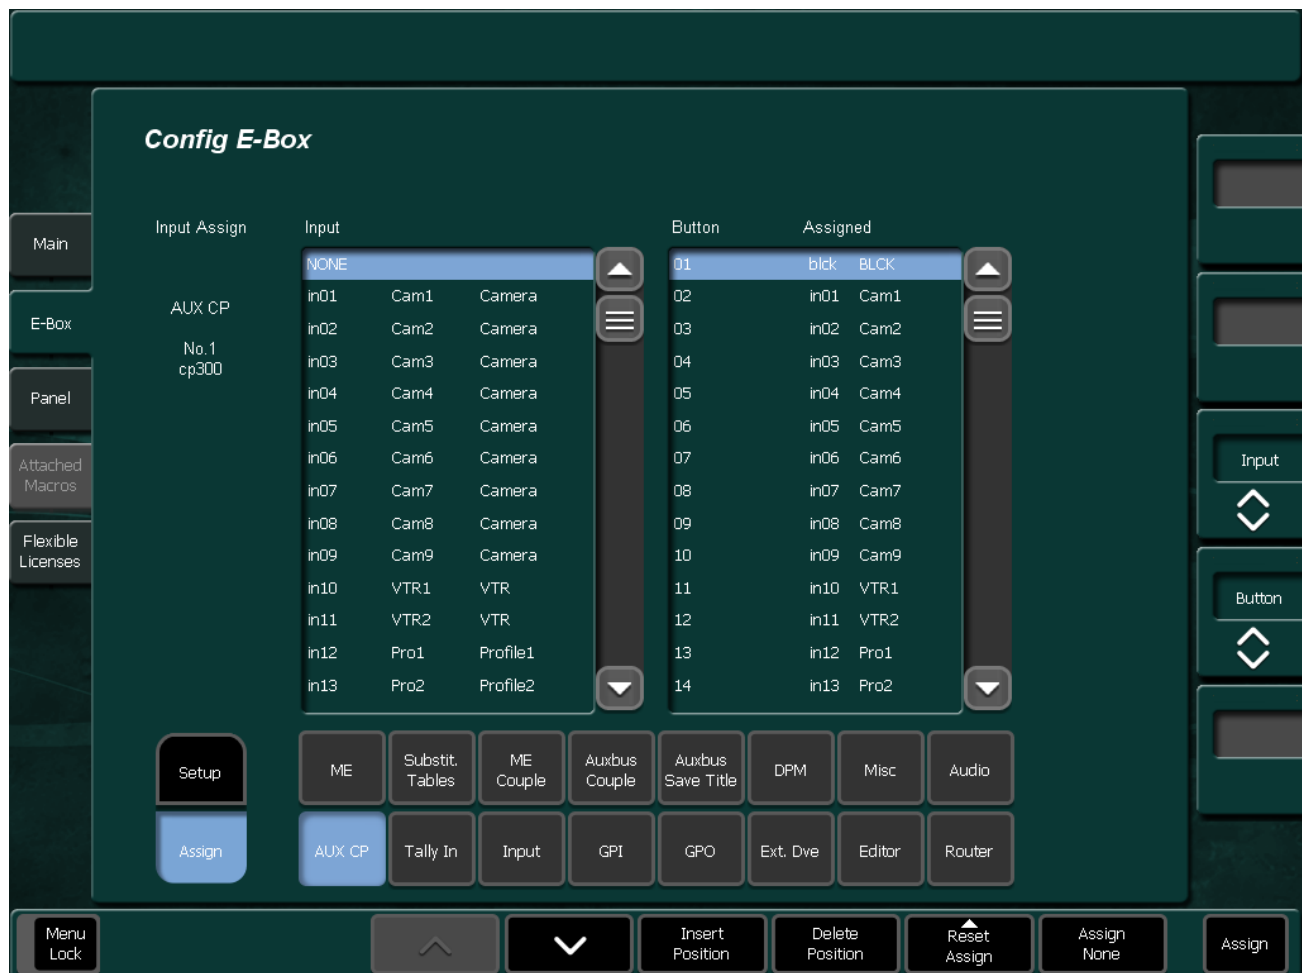 Config E-Box
Input Assign Input Button Assigned
Main
E-Box
Panel
Attached
Macros
Flexible
Licenses
AUX CP
No.1
cp300
NONE
in01 Cam1 Camera
in02 Cam2 Camera
in03 Cam3 Camera
in04 Cam4 Camera
in05 Cam5 Camera
in06 Cam6 Camera
in07 Cam7 Camera
in08 Cam8 Camera
in09 Cam9 Camera
in10 VTR1 VTR
in11 VTR2 VTR
in12 Pro1 Profile1
in13 Pro2 Profile2
01 blck BLCK
02 in01 Cam1
03 in02 Cam2
04 in03 Cam3
05 in04 Cam4
06 in05 Cam5
07 in06 Cam6
08 in07 Cam7
09 in08 Cam8
10 in09 Cam9
11 in10 VTR1
12 in11 VTR2
13 in12 Pro1
14 in13 Pro2
Input
Button
Setup
Assign
ME
Substit.
Tables
ME
Couple
Auxbus
Couple
Auxbus
Save Title
DPM
Misc
Audio
AUX CP
Tally In
Input
GPI
GPO
Ext. Dve
Editor
Router
Menu
Lock
Insert
Position
Delete
Position
Reset
Assign
Assign
None
Assign